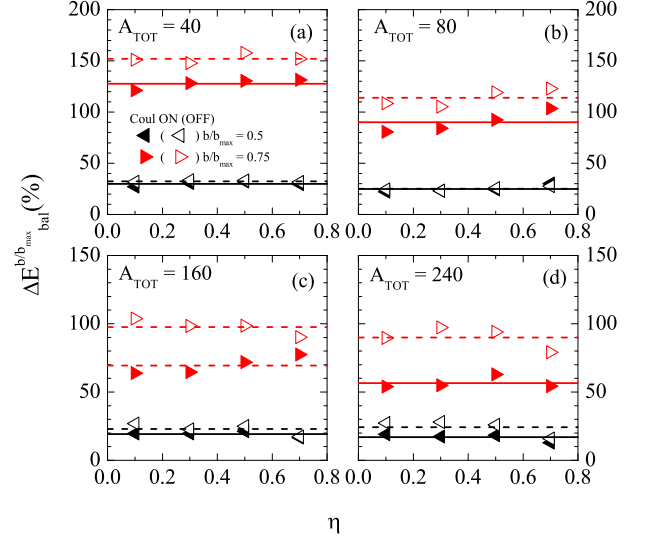 200
150
100
50
0
A_TOT = 40
(a)
Coul ON (OFF)
( ) b/b_max = 0.5
( ) b/b_max = 0.75
0.0 0.2 0.4 0.6 0.8
A_TOT = 80
(b)
200
150
100
50
0
0.0 0.2 0.4 0.6 0.8
ΔE^b/b_max_bal(%)
150
100
50
0
A_TOT = 160
(c)
0.0 0.2 0.4 0.6 0.8
A_TOT = 240
(d)
150
100
50
0
0.0 0.2 0.4 0.6 0.8
η